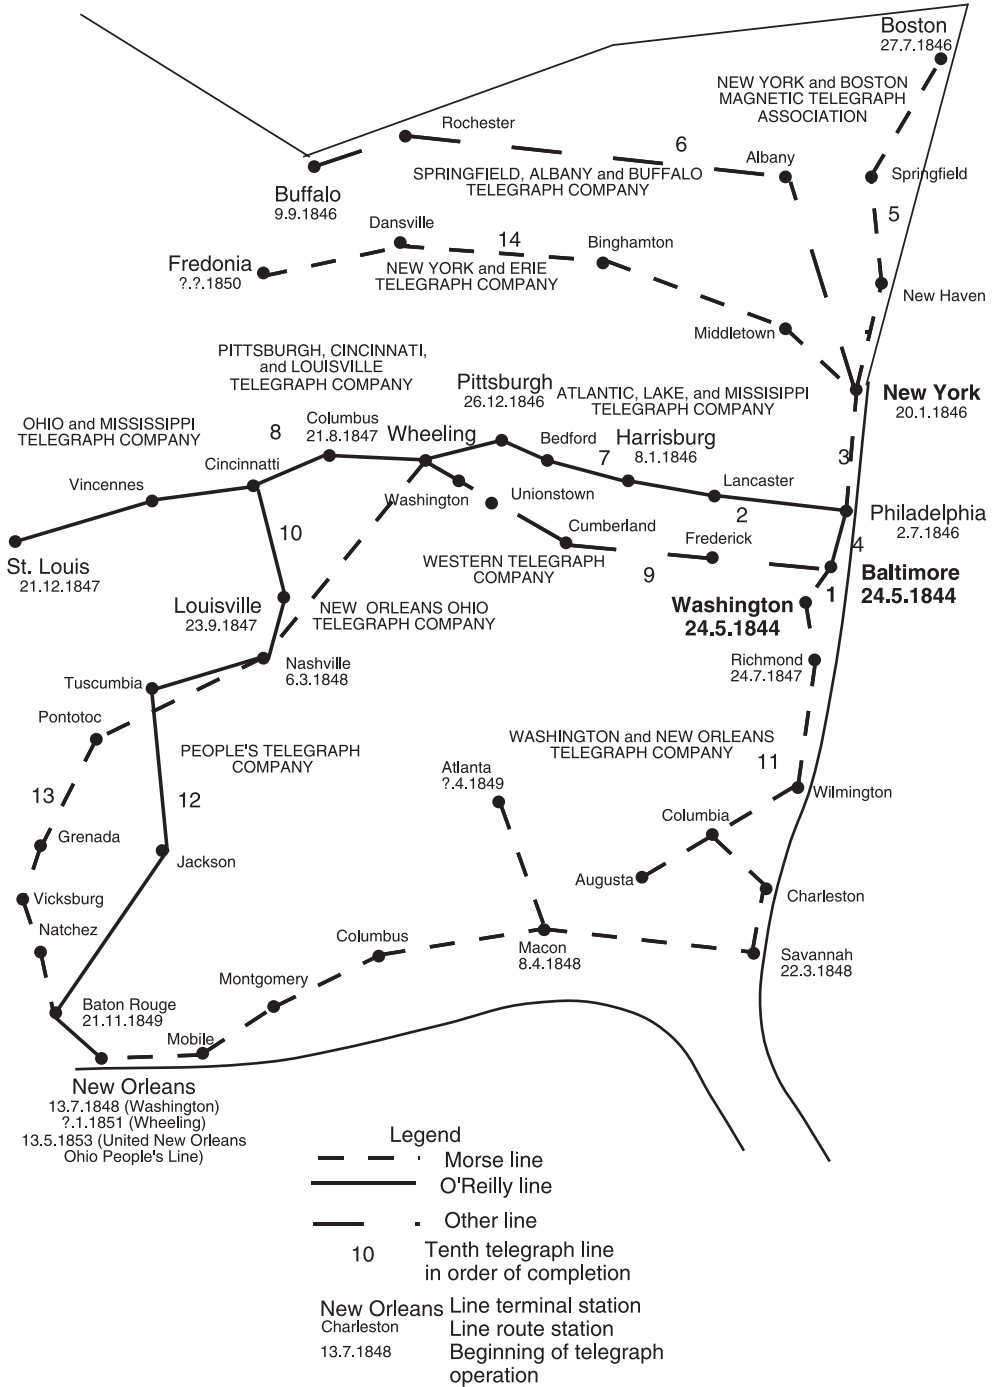 Boston
27.7.1846
NEW YORK and BOSTON
MAGNETIC TELEGRAPH
ASSOCIATION
Rochester
6
Albany
Springfield
SPRINGFIELD, ALBANY and BUFFALO
TELEGRAPH COMPANY
Buffalo
9.9.1846
5
Dansville
14
Binghamton
Fredonia
?.?.1850
NEW YORK and ERIE
TELEGRAPH COMPANY
New Haven
Middletown
PITTSBURGH, CINCINNATI,
and LOUISVILLE
TELEGRAPH COMPANY
Pittsburgh
26.12.1846
ATLANTIC, LAKE, and MISSISIPPI
TELEGRAPH COMPANY
New York
20.1.1846
OHIO and MISSISSIPPI
TELEGRAPH COMPANY
8
Columbus
21.8.1847
Wheeling
Bedford
7
Harrisburg
8.1.1846
3
Cincinnatti
Vincennes
Washington
Unionstown
Lancaster
2
Philadelphia
2.7.1846
10
Cumberland
Frederick
4
St. Louis
21.12.1847
WESTERN TELEGRAPH
COMPANY
9
Baltimore
24.5.1844
1
Washington
24.5.1844
Louisville
23.9.1847
NEW ORLEANS OHIO
TELEGRAPH COMPANY
Nashville
6.3.1848
Richmond
24.7.1847
Tuscumbia
Pontotoc
PEOPLE'S TELEGRAPH
COMPANY
WASHINGTON and NEW ORLEANS
TELEGRAPH COMPANY
11
Atlanta
?.4.1849
13
12
Wilmington
Columbia
Grenada
Jackson
Augusta
Charleston
Vicksburg
Natchez
Columbus
Macon
8.4.1848
Savannah
22.3.1848
Montgomery
Baton Rouge
21.11.1849
Mobile
New Orleans
13.7.1848 (Washington)
?.1.1851 (Wheeling)
13.5.1853 (United New Orleans
Ohio People's Line)
Legend
Morse line
O'Reilly line
Other line
10 Tenth telegraph line
in order of completion
New Orleans Line terminal station
Charleston Line route station
13.7.1848 Beginning of telegraph
operation